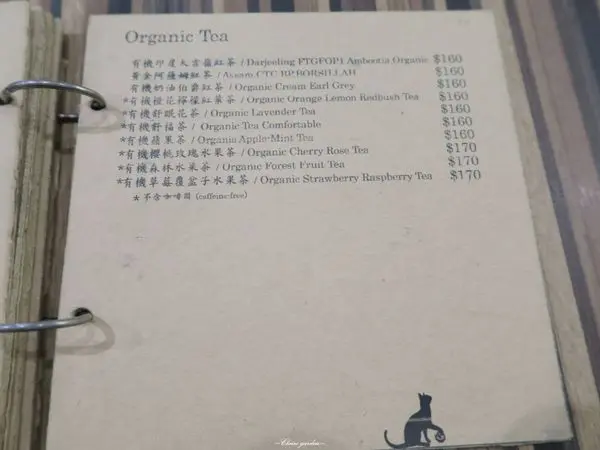 Organic Tea
有機印度大吉嶺紅茶 / Darjeeling FTGFOP1 Ambootia Organic $160
黃金阿薩姆紅茶 / Assam CTC BP.BORSILLAH $160
有機奶油伯爵紅茶 / Organic Cream Earl Grey $160
*有機橙花檸檬紅葉茶 / Organic Orange Lemon Redbush Tea $160
*有機舒眠花茶 / Organic Lavender Tea $160
*有機舒福茶 / Organic Tea Comfortable $160
*有機蘋果茶 / Organic Apple-Mint Tea $160
*有機櫻桃玫瑰水果茶 / Organic Cherry Rose Tea $170
*有機森林水果茶 / Organic Forest Fruit Tea $170
*有機草莓覆盆子水果茶 / Organic Strawberry Raspberry Tea $170
*不含咖啡因 (caffeine-free)
~Claire garden~